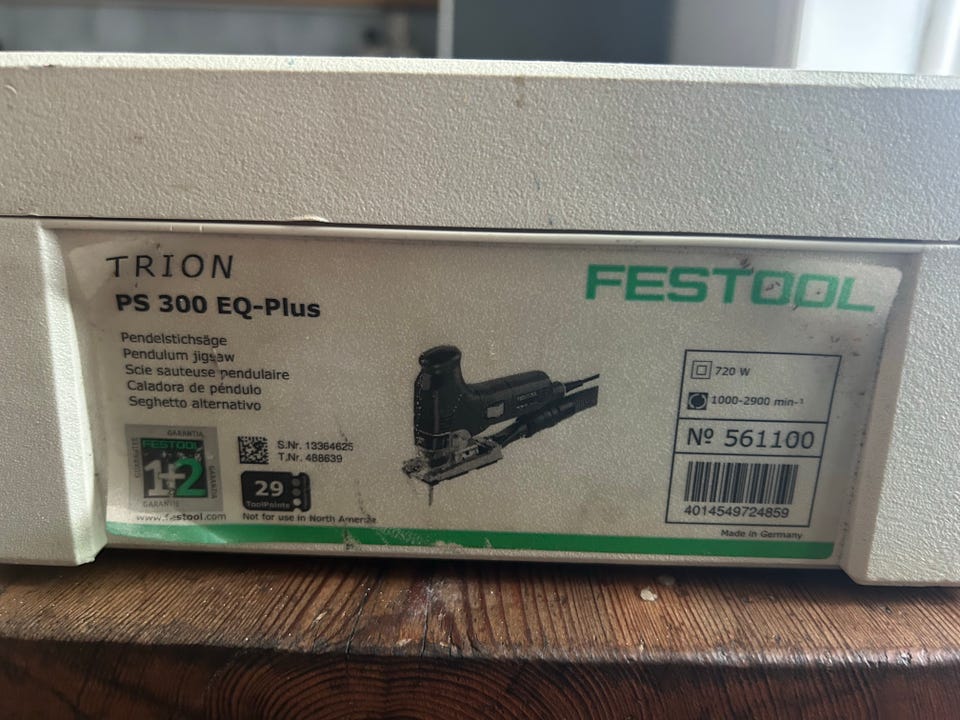 TRION
FESTOOL
PS 300 EQ-Plus
Pendelstichsäge
Pendulum jigsaw
Scie sauteuse pendulaire
Caladora de péndulo
Seghetto alternativo
720 W
1000-2900 min⁻¹
Nº 561100
4014549724859
Made in Germany
GARANTIA
FESTOOL
1+2
GARANTIE
GARANZIA
S.Nr. 13364625
T.Nr. 488639
29
ToolPoints
www.festool.com
Not for use in North America
FESTOOL